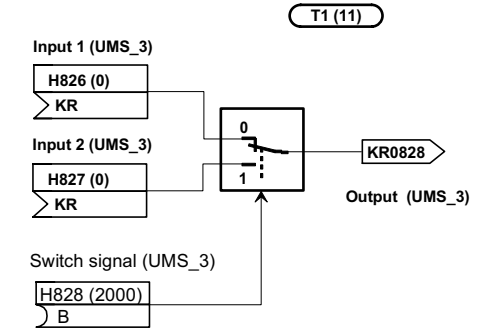 T1 (11)
Input 1 (UMS_3)
H826 (0)
KR
0
KR0828
Input 2 (UMS_3)
H827 (0)
1
KR
Output (UMS_3)
Switch signal (UMS_3)
H828 (2000)
B